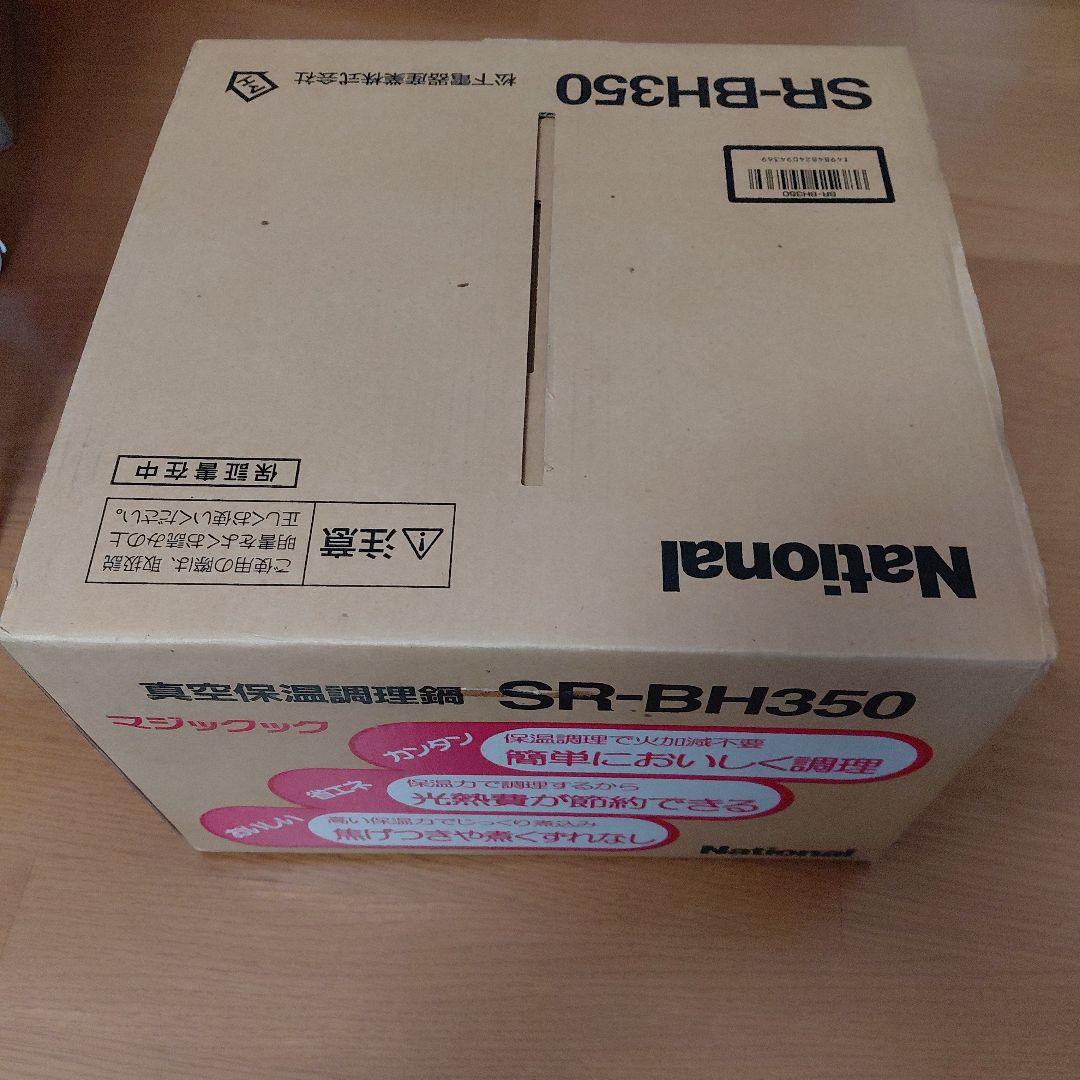 National
⚠注意
ご使用の際は、取扱説
明書をよくお読みの上
正しくお使いください。
保証書在中
SR-BH350
4984824094369
SR-BH350
松下電器産業株式会社
真空保温調理鍋 SR-BH350
マジックック
カンタン
保温調理で火加減不要
簡単においしく調理
省エネ
保温力で調理するから
光熱費が節約できる
おいしい
高い保温力でじっくり煮込み
焦げつきや煮くずれなし
National